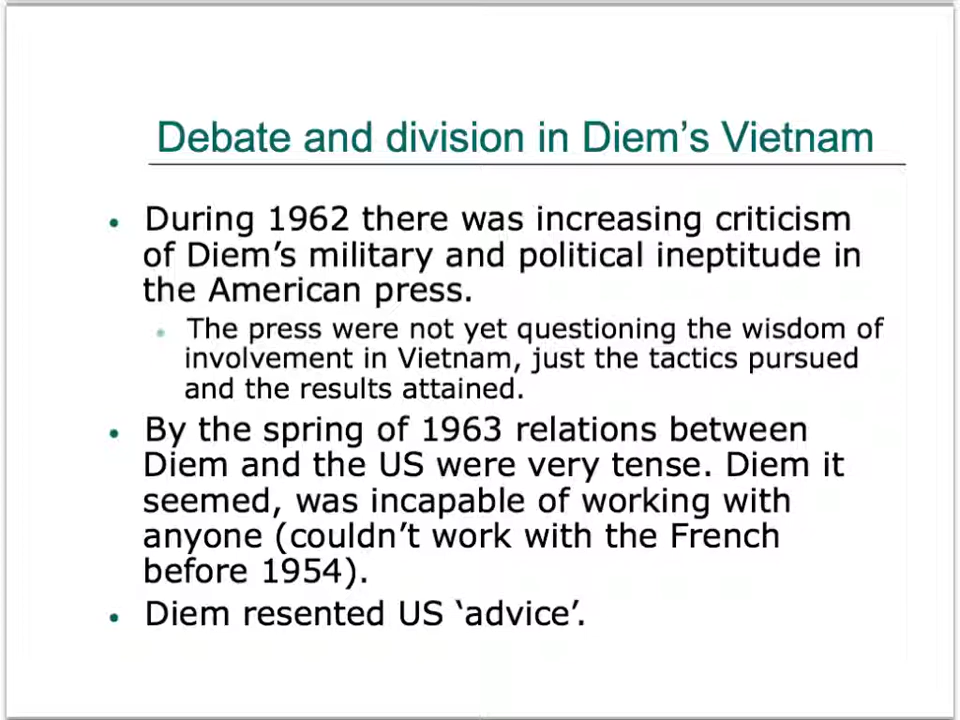 Debate and division in Diem’s Vietnam
• During 1962 there was increasing criticism
of Diem’s military and political ineptitude in
the American press.
• The press were not yet questioning the wisdom of
involvement in Vietnam, just the tactics pursued
and the results attained.
• By the spring of 1963 relations between
Diem and the US were very tense. Diem it
seemed, was incapable of working with
anyone (couldn’t work with the French
before 1954).
• Diem resented US ‘advice’.